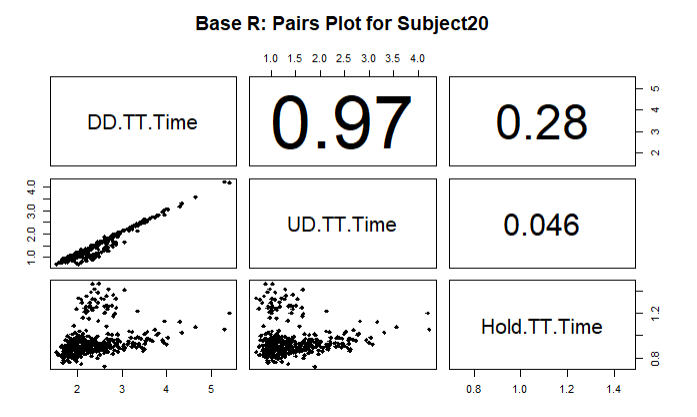 Base R: Pairs Plot for Subject20
1.0 1.5 2.0 2.5 3.0 3.5 4.0
DD.TT.Time 0.97 0.28
5
4
3
2
4.0
3.0
2.0
1.0
UD.TT.Time 0.046
Hold.TT.Time
1.2
0.8
2 3 4 5
0.8 1.0 1.2 1.4